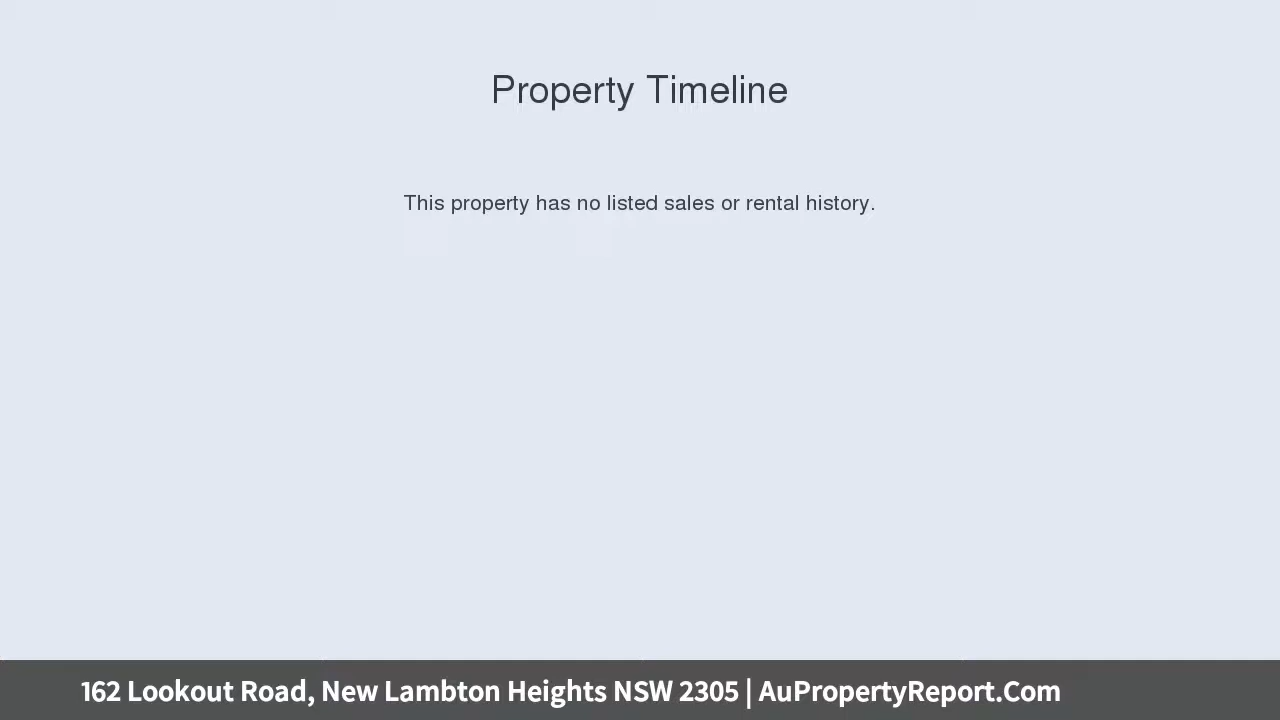 Property Timeline
This property has no listed sales or rental history.
162 Lookout Road, New Lambton Heights NSW 2305 | AuPropertyReport.Com